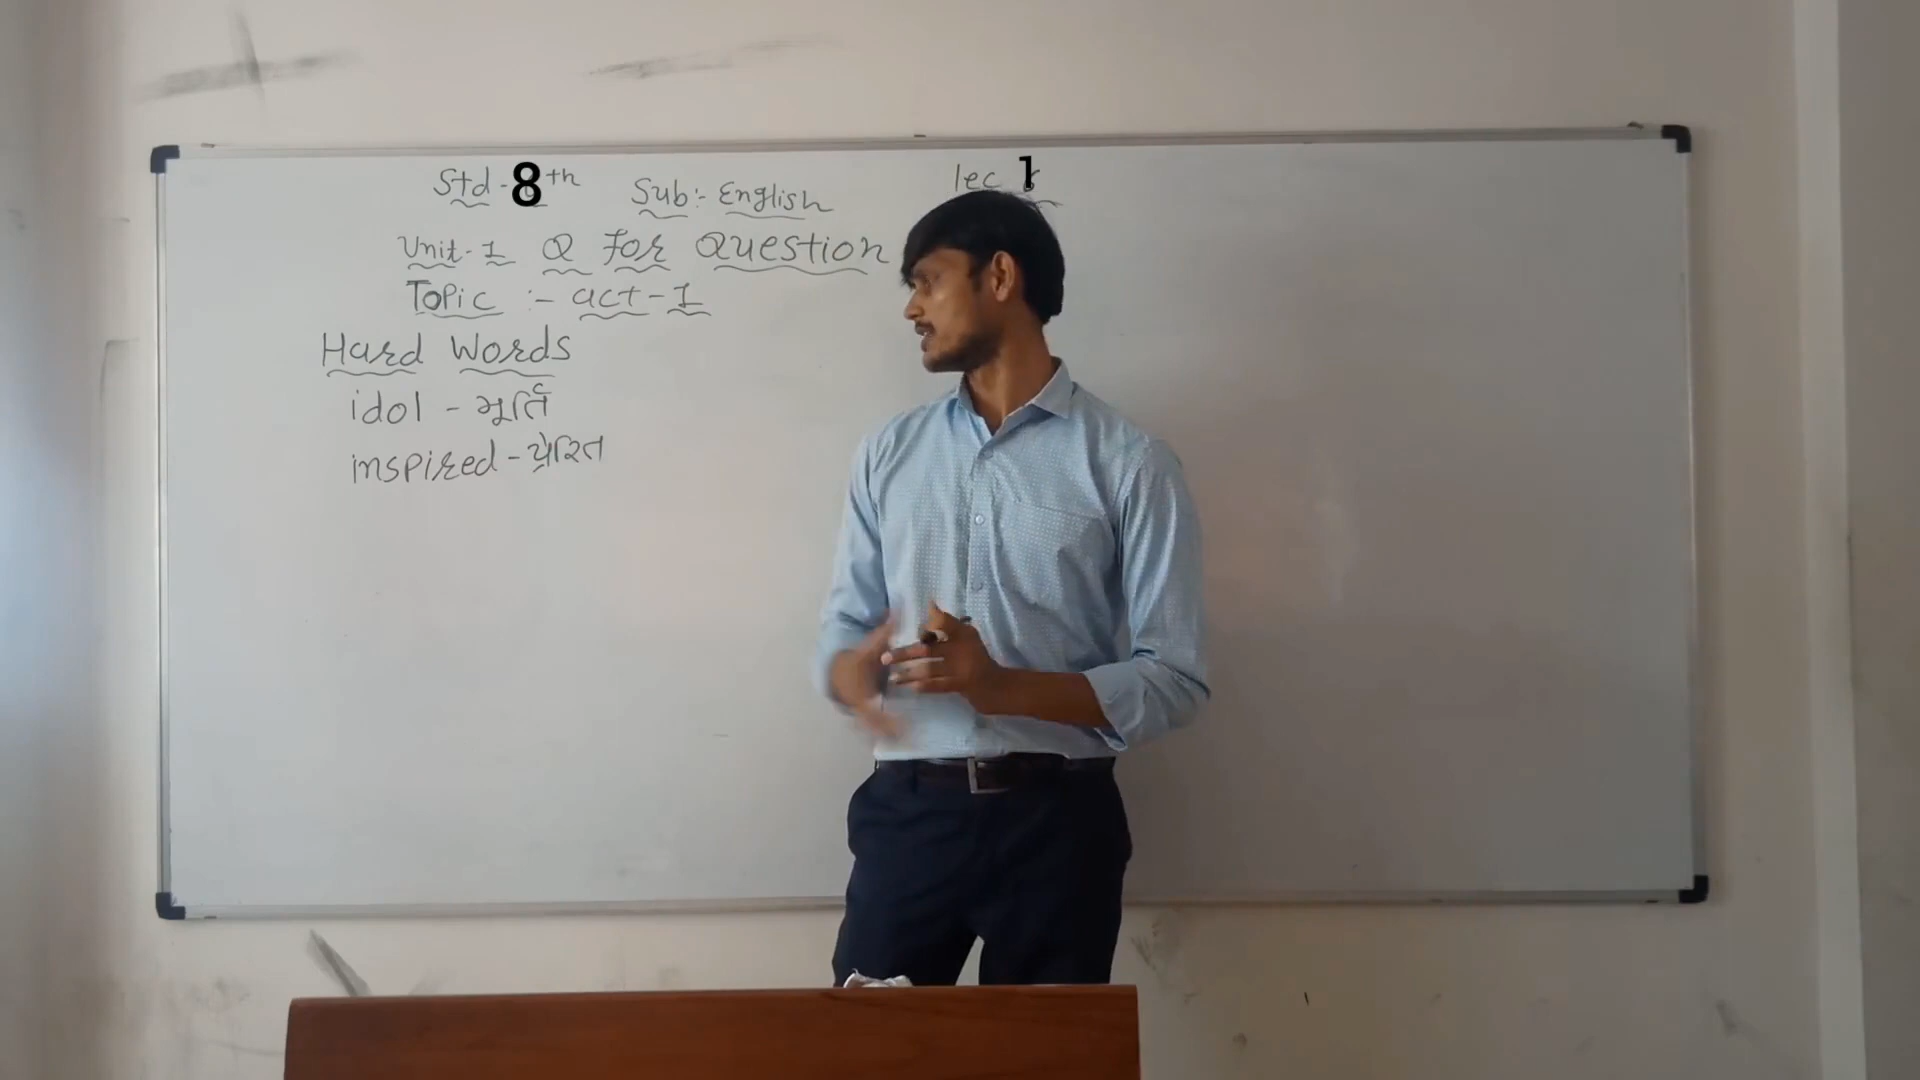 Std - 8th Sub:- English lec 1
Unit-1 Q for Question
Topic :- act-1
Hard Words
idol - મૂર્તિ
inspired - પ્રેરિત